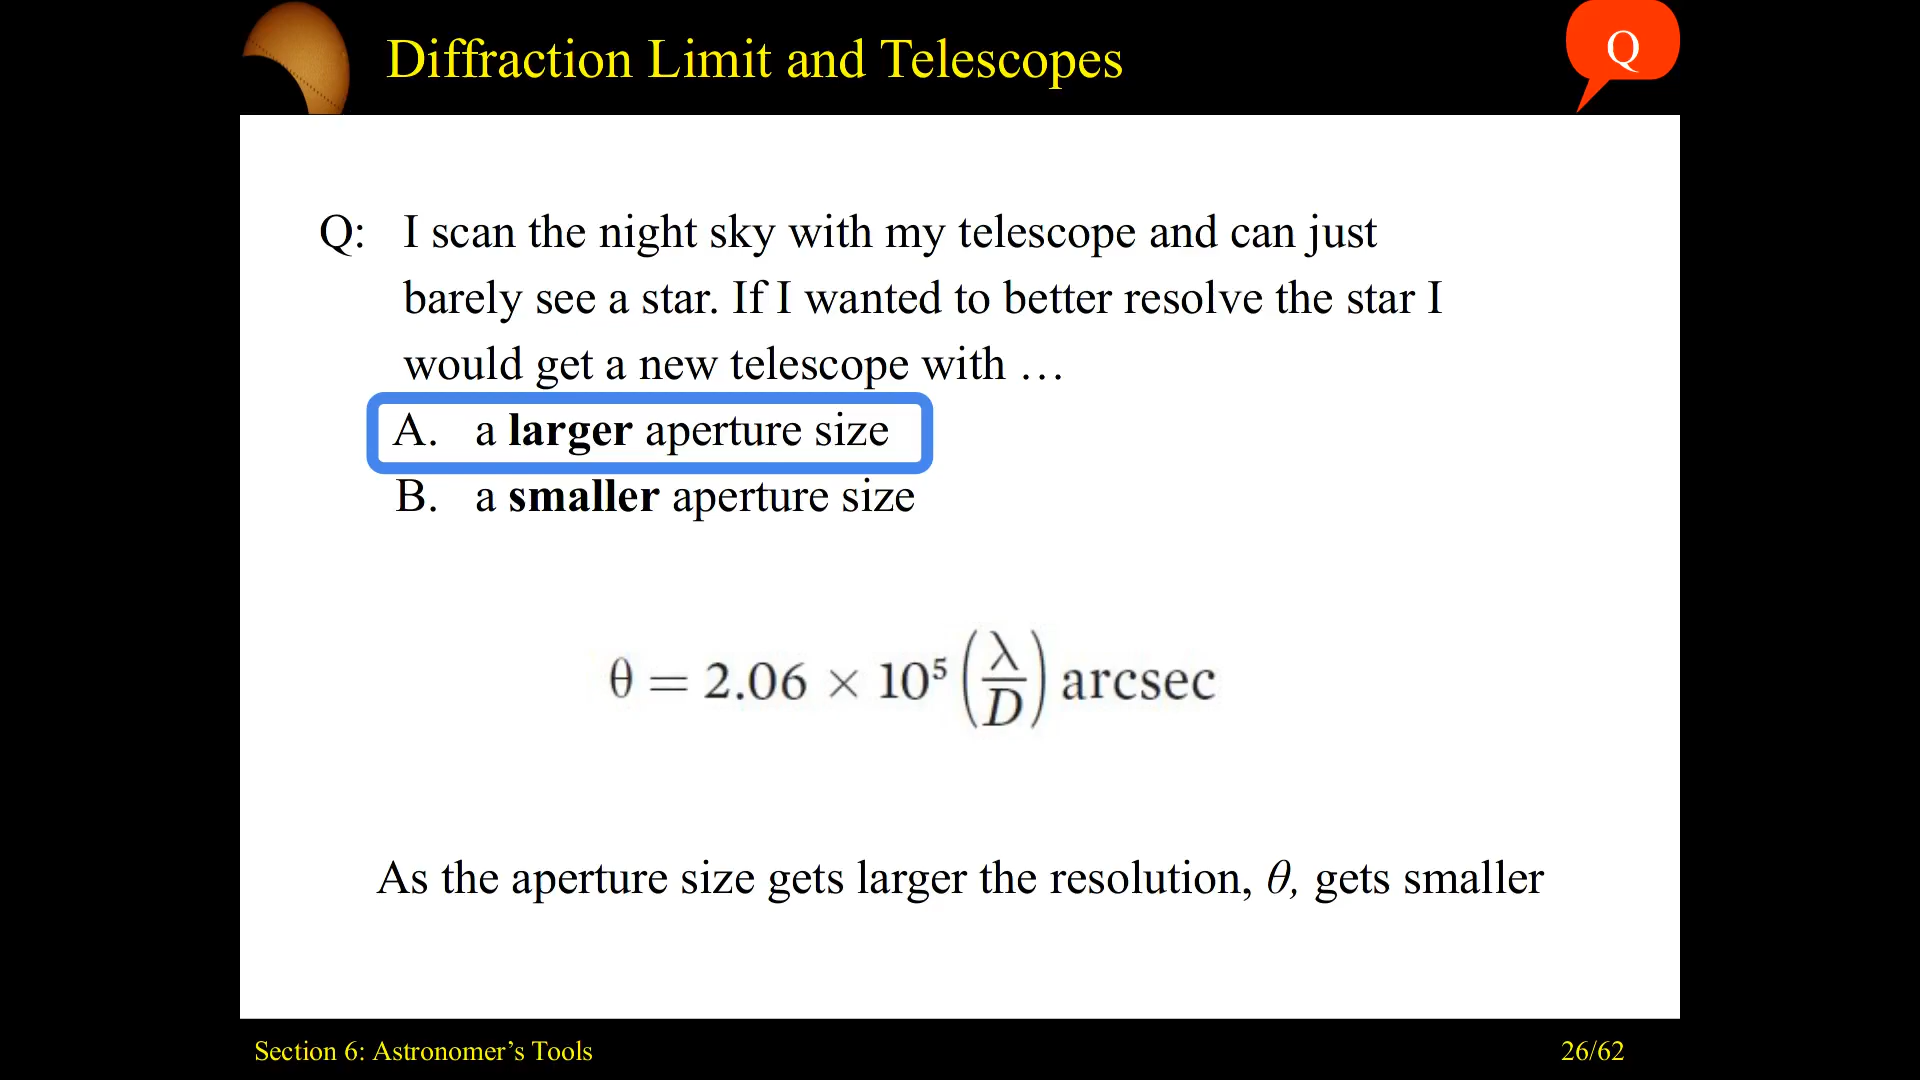 Diffraction Limit and Telescopes
Q
Q: I scan the night sky with my telescope and can just
barely see a star. If I wanted to better resolve the star I
would get a new telescope with …
A. a larger aperture size
B. a smaller aperture size
θ = 2.06 × 10⁵ (λ/D) arcsec
As the aperture size gets larger the resolution, θ, gets smaller
Section 6: Astronomer’s Tools
26/62